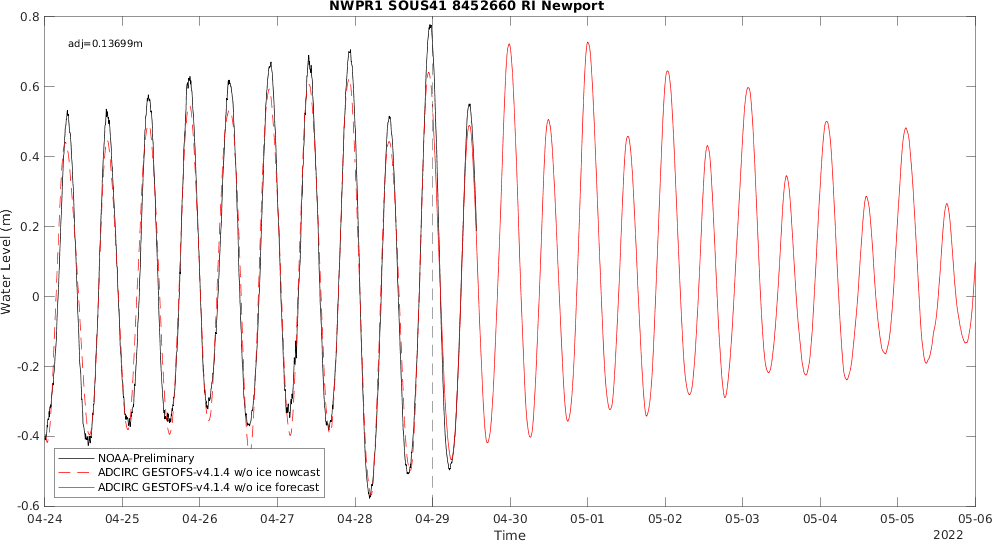 NWPR1 SOUS41 8452660 RI Newport
adj=0.13699m
0.8
0.6
0.4
0.2
0
-0.2
-0.4
-0.6
Water Level (m)
NOAA-Preliminary
ADCIRC GESTOFS-v4.1.4 w/o ice nowcast
ADCIRC GESTOFS-v4.1.4 w/o ice forecast
04-24 04-25 04-26 04-27 04-28 04-29 04-30 05-01 05-02 05-03 05-04 05-05 05-06
Time
2022